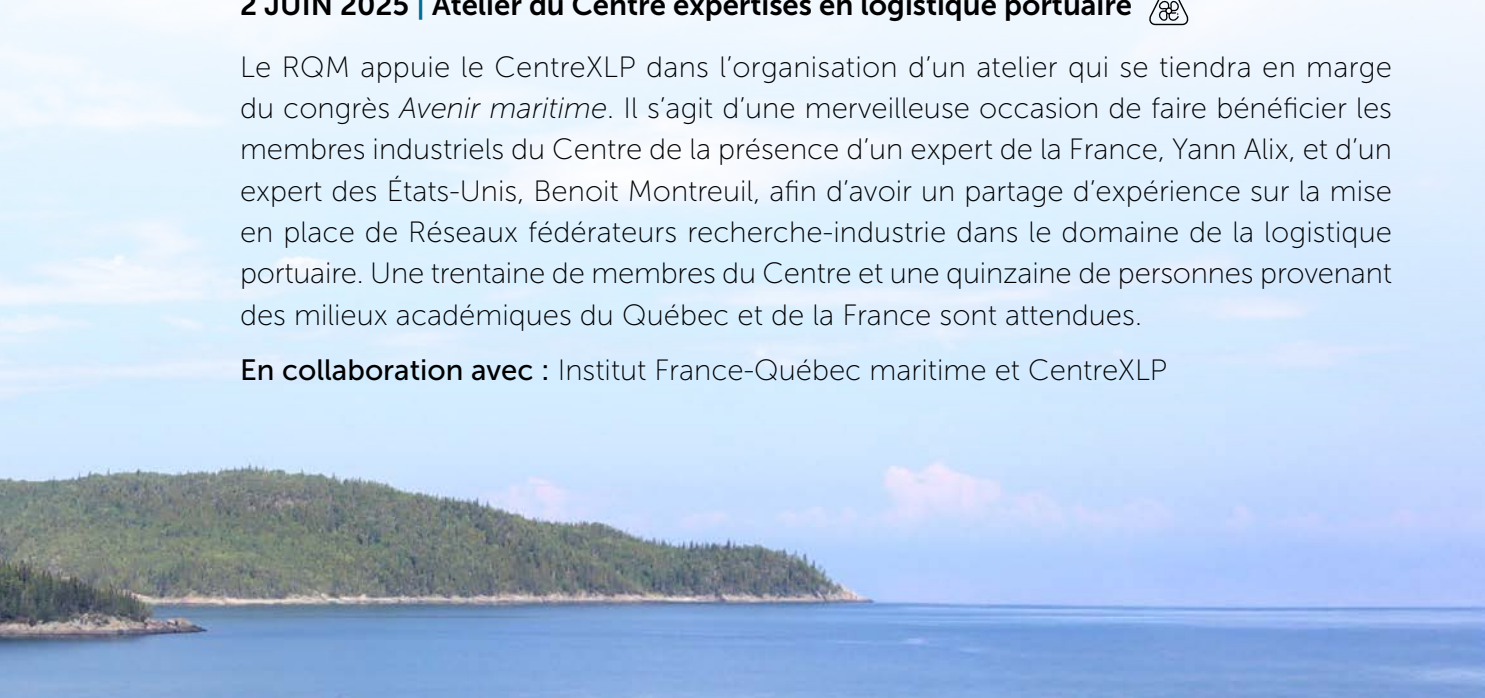 2 JUIN 2025 | Atelier du Centre expertises en logistique portuaire
Le RQM appuie le CentreXLP dans l'organisation d'un atelier qui se tiendra en marge
du congrès Avenir maritime. Il s'agit d'une merveilleuse occasion de faire bénéficier les
membres industriels du Centre de la présence d'un expert de la France, Yann Alix, et d'un
expert des États-Unis, Benoit Montreuil, afin d'avoir un partage d'expérience sur la mise
en place de Réseaux fédérateurs recherche-industrie dans le domaine de la logistique
portuaire. Une trentaine de membres du Centre et une quinzaine de personnes provenant
des milieux académiques du Québec et de la France sont attendues.
En collaboration avec : Institut France-Québec maritime et CentreXLP